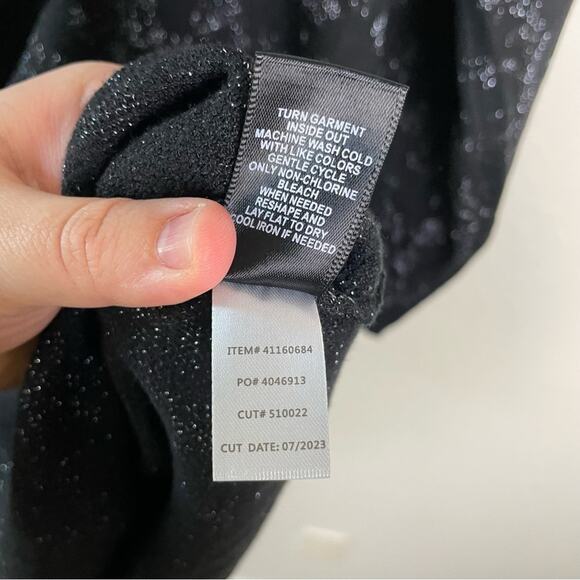 TURN GARMENT
INSIDE OUT
MACHINE WASH COLD
WITH LIKE COLORS
GENTLE CYCLE
ONLY NON-CHLORINE
BLEACH
WHEN NEEDED
RESHAPE AND
LAY FLAT TO DRY
COOL IRON IF NEEDED
ITEM# 41160684
PO# 4046913
CUT# 510022
CUT DATE: 07/2023